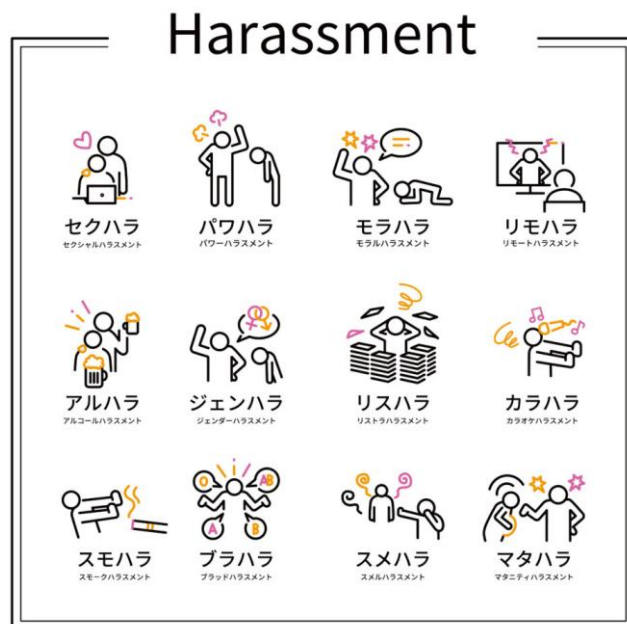 Harassment
セクハラ
セクシャルハラスメント
パワハラ
パワーハラスメント
モラハラ
モラルハラスメント
リモハラ
リモートハラスメント
アルハラ
アルコールハラスメント
ジェンハラ
ジェンダーハラスメント
リスハラ
リストラハラスメント
カラハラ
カラオケハラスメント
スモハラ
スモークハラスメント
O
AB
A
B
ブラハラ
ブラッドハラスメント
スメハラ
スメルハラスメント
マタハラ
マタニティハラスメント